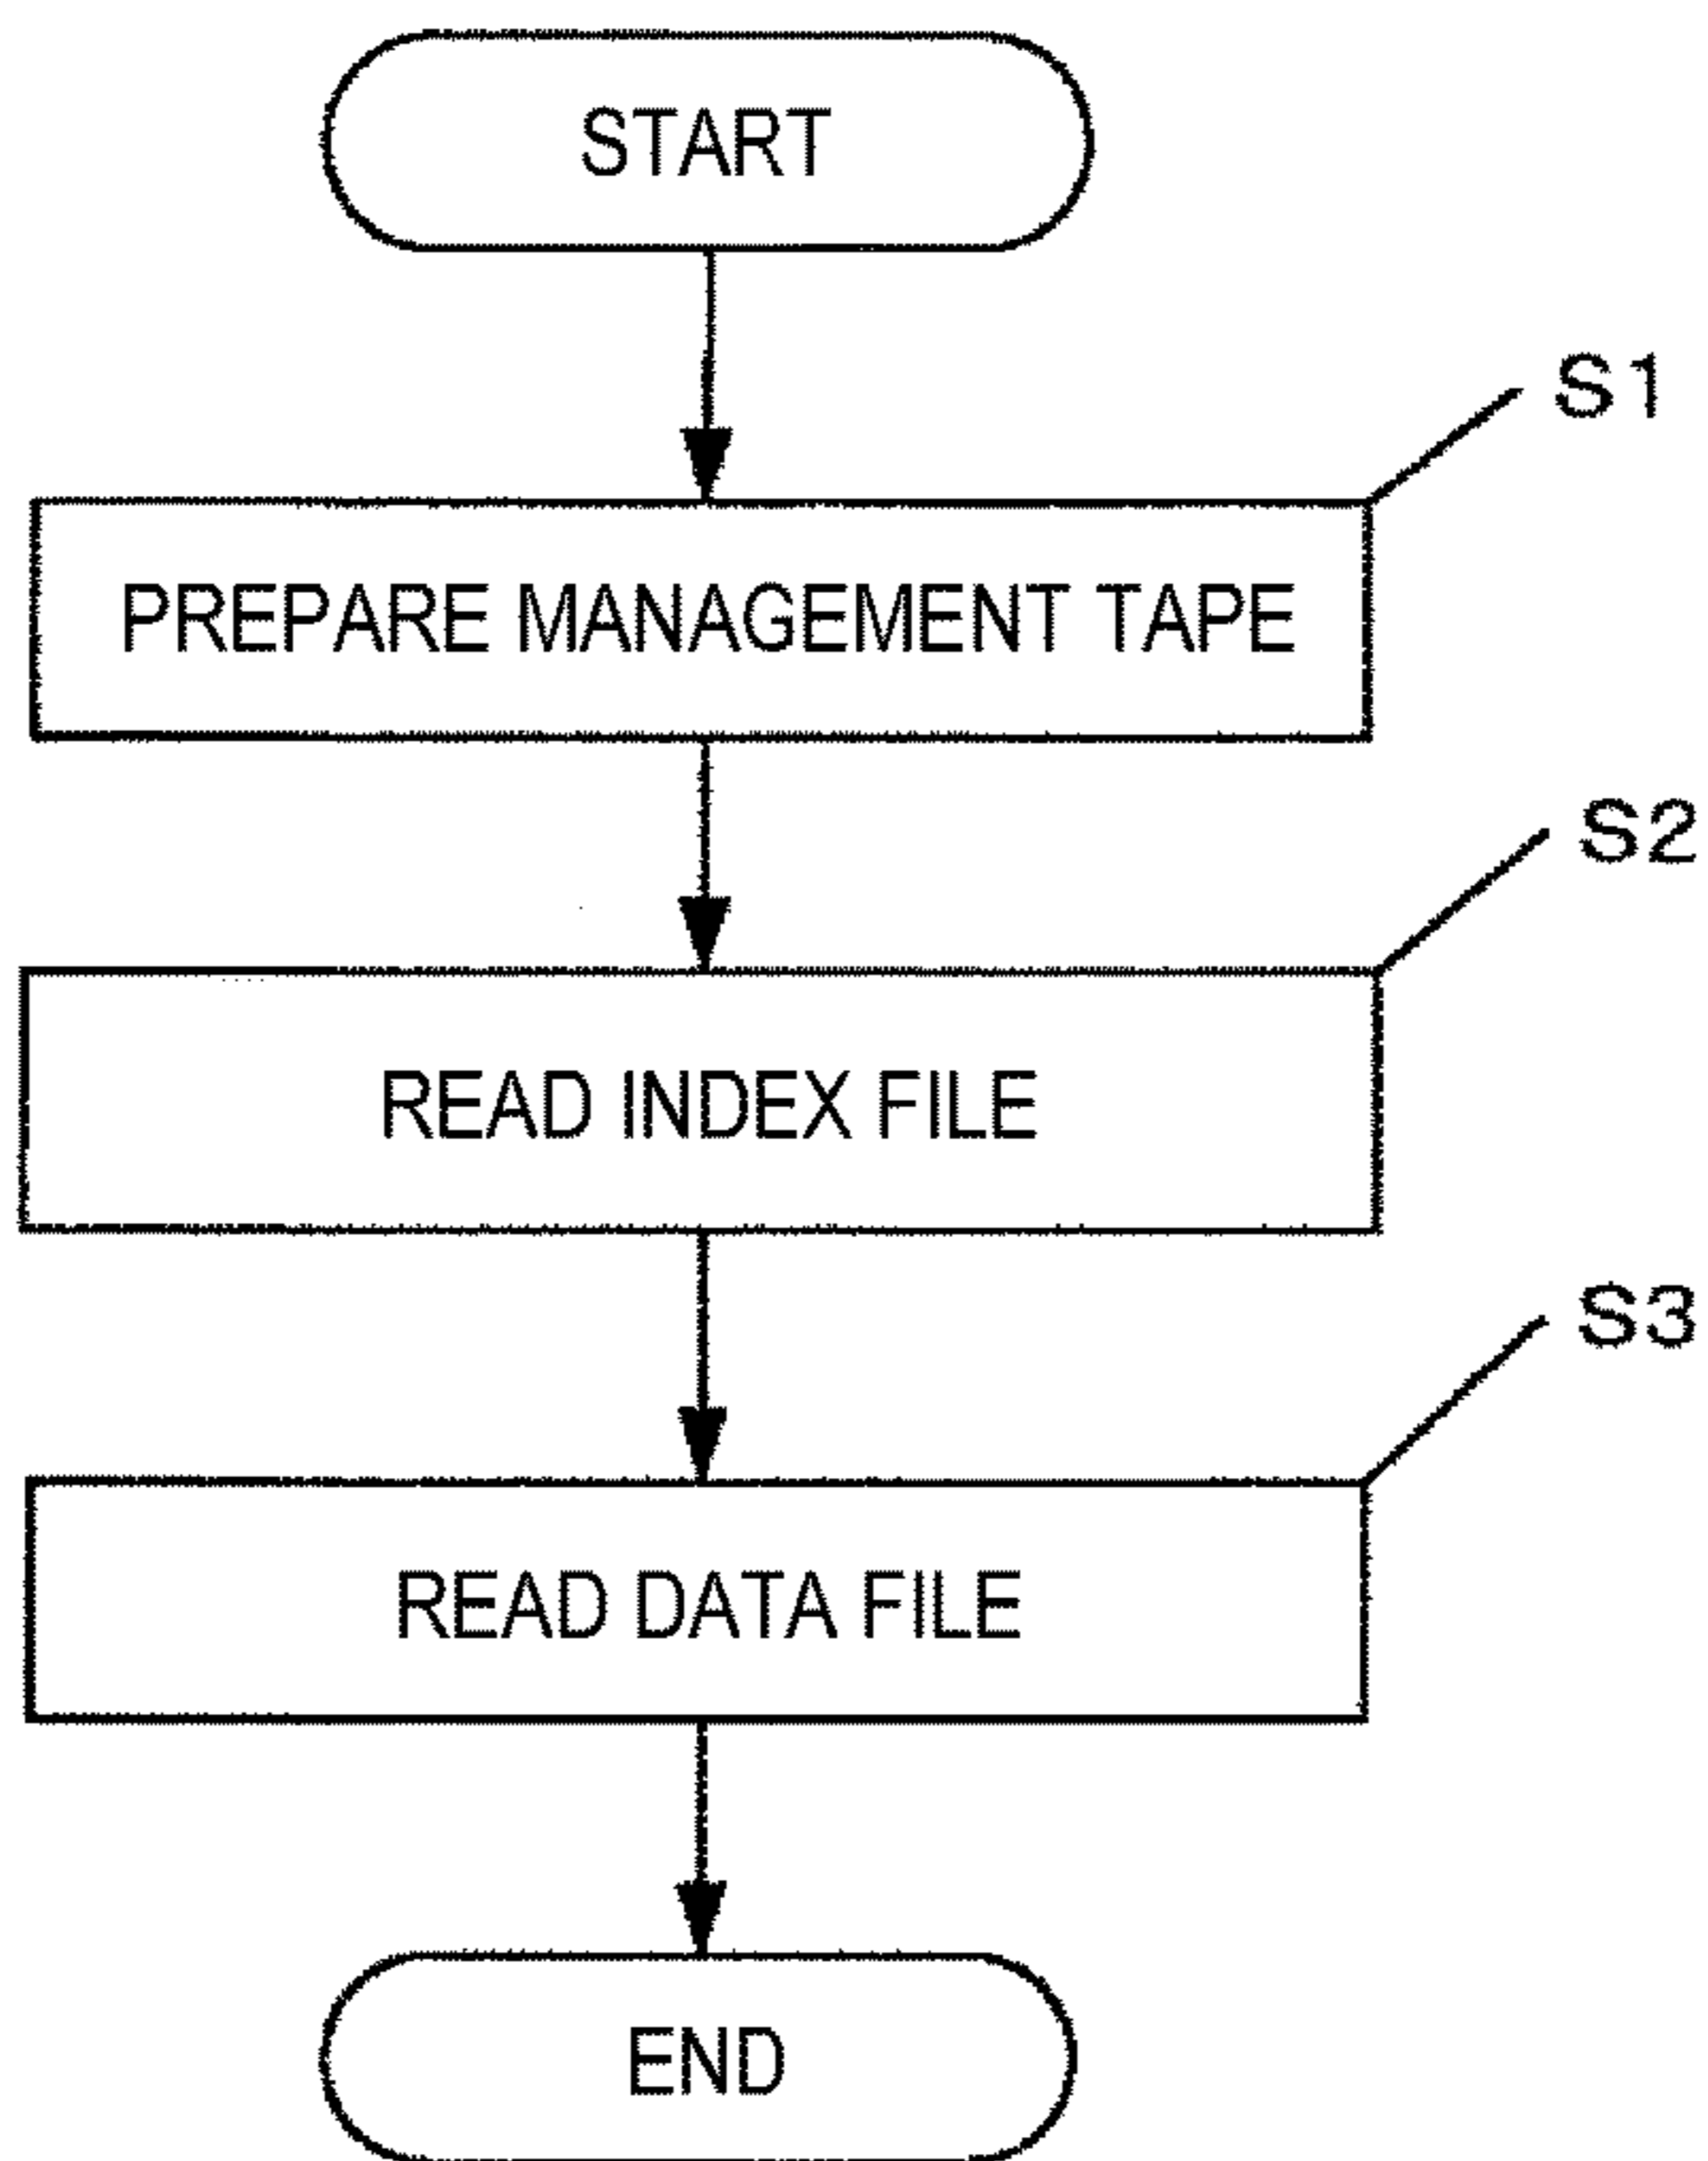 START
S1
PREPARE MANAGEMENT TAPE
S2
READ INDEX FILE
S3
READ DATA FILE
END